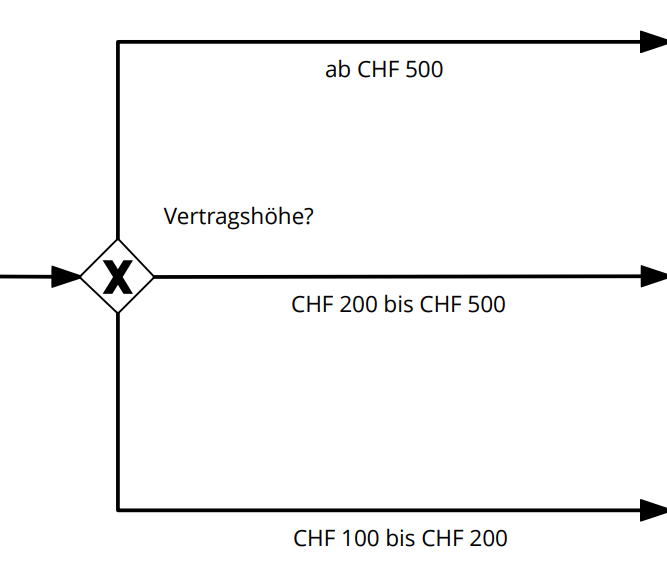 ab CHF 500
Vertragshöhe?
X
CHF 200 bis CHF 500
CHF 100 bis CHF 200